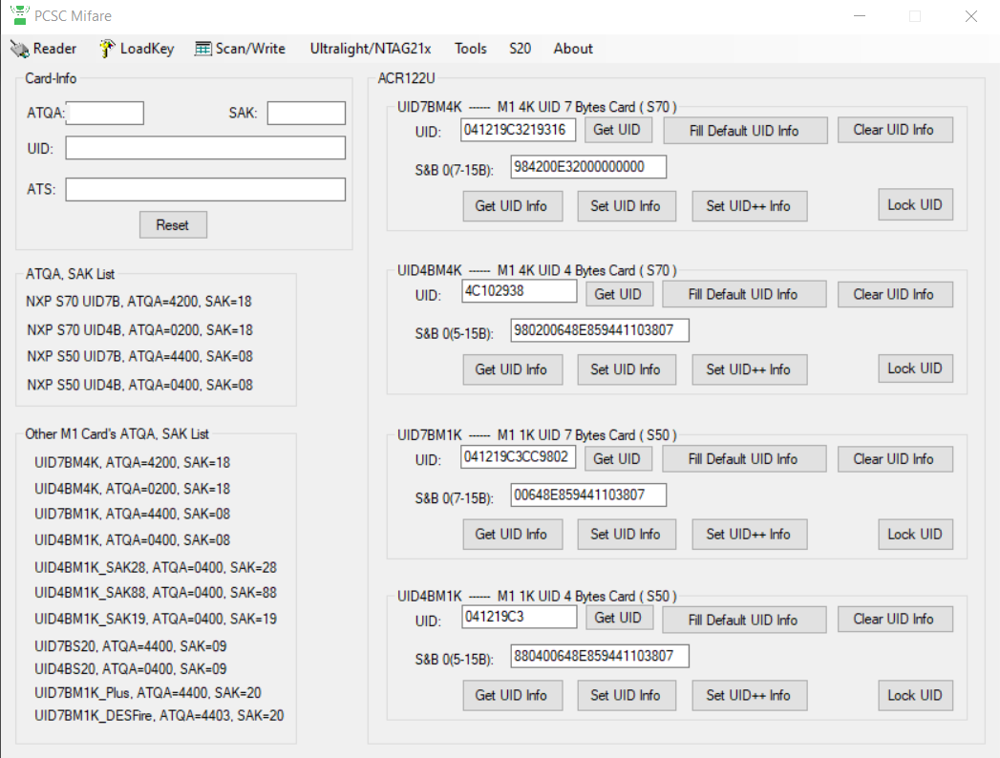 PCSC Mifare
Reader LoadKey Scan/Write Ultralight/NTAG21x Tools S20 About
Card-Info
ATQA: SAK:
UID:
ATS:
Reset
ATQA, SAK List
NXP S70 UID7B, ATQA=4200, SAK=18
NXP S70 UID4B, ATQA=0200, SAK=18
NXP S50 UID7B, ATQA=4400, SAK=08
NXP S50 UID4B, ATQA=0400, SAK=08
Other M1 Card's ATQA, SAK List
UID7BM4K, ATQA=4200, SAK=18
UID4BM4K, ATQA=0200, SAK=18
UID7BM1K, ATQA=4400, SAK=08
UID4BM1K, ATQA=0400, SAK=08
UID4BM1K_SAK28, ATQA=0400, SAK=28
UID4BM1K_SAK88, ATQA=0400, SAK=88
UID4BM1K_SAK19, ATQA=0400, SAK=19
UID7BS20, ATQA=4400, SAK=09
UID4BS20, ATQA=0400, SAK=09
UID7BM1K_Plus, ATQA=4400, SAK=20
UID7BM1K_DESFire, ATQA=4403, SAK=20
ACR122U
UID7BM4K ------ M1 4K UID 7 Bytes Card ( S70 )
UID: 041219C3219316 Get UID Fill Default UID Info Clear UID Info
S&B 0(7-15B): 984200E32000000000
Get UID Info Set UID Info Set UID++ Info Lock UID
UID4BM4K ------ M1 4K UID 4 Bytes Card ( S70 )
UID: 4C102938 Get UID Fill Default UID Info Clear UID Info
S&B 0(5-15B): 980200648E859441103807
Get UID Info Set UID Info Set UID++ Info Lock UID
UID7BM1K ------ M1 1K UID 7 Bytes Card ( S50 )
UID: 041219C3CC9802 Get UID Fill Default UID Info Clear UID Info
S&B 0(7-15B): 00648E859441103807
Get UID Info Set UID Info Set UID++ Info Lock UID
UID4BM1K ------ M1 1K UID 4 Bytes Card ( S50 )
UID: 041219C3 Get UID Fill Default UID Info Clear UID Info
S&B 0(5-15B): 880400648E859441103807
Get UID Info Set UID Info Set UID++ Info Lock UID